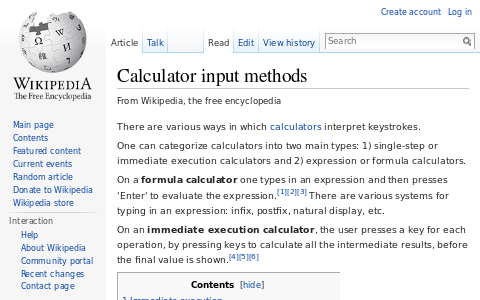 Create account Log in
Article Talk Read Edit View history Search
WIKIPEDIA
The Free Encyclopedia
Main page
Contents
Featured content
Current events
Random article
Donate to Wikipedia
Wikipedia store
Interaction
Help
About Wikipedia
Community portal
Recent changes
Contact page
Calculator input methods
From Wikipedia, the free encyclopedia
There are various ways in which calculators interpret keystrokes.
One can categorize calculators into two main types: 1) single-step or
immediate execution calculators and 2) expression or formula calculators.
On a formula calculator one types in an expression and then presses
'Enter' to evaluate the expression.[1][2][3] There are various systems for
typing in an expression: infix, postfix, natural display, etc.
On an immediate execution calculator, the user presses a key for each
operation, by pressing keys to calculate all the intermediate results, before
the final value is shown.[4][5][6]
Contents [hide]
1 Immediate execution